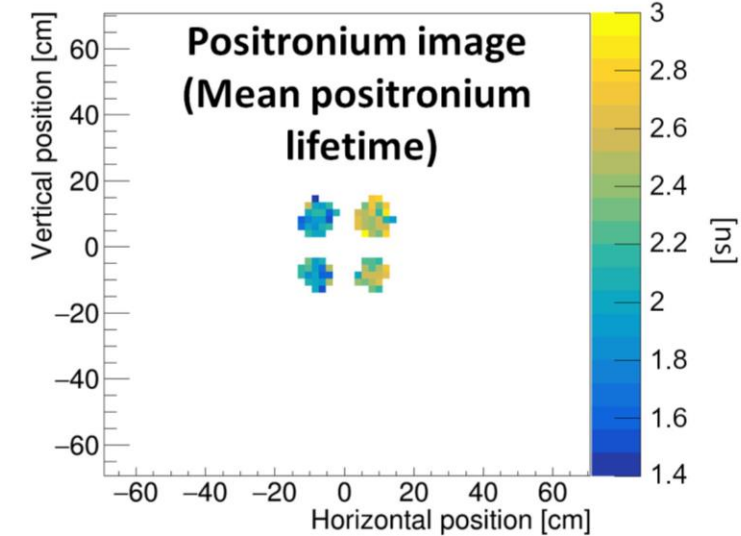 Positronium image
(Mean positronium
lifetime)
Vertical position [cm]
60
40
20
0
−20
−40
−60
−60 −40 −20 0 20 40 60
Horizontal position [cm]
3
2.8
2.6
2.4
2.2
2
1.8
1.6
1.4
[ns]